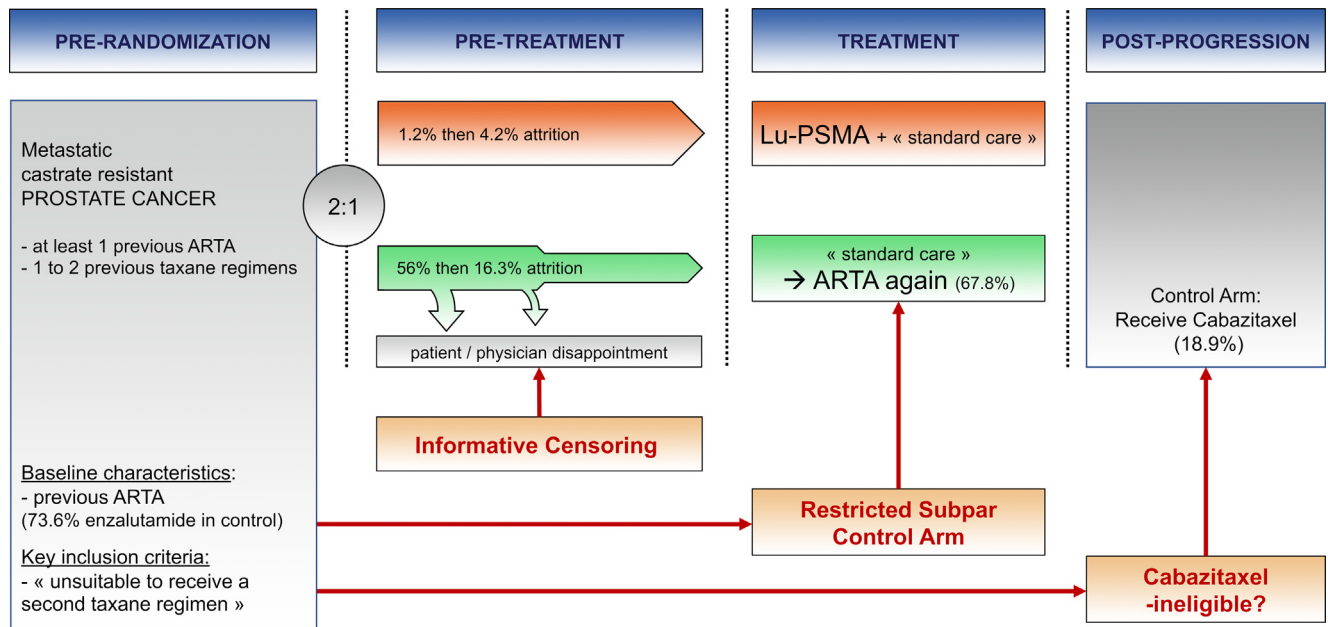 PRE-RANDOMIZATION
PRE-TREATMENT
TREATMENT
POST-PROGRESSION
Metastatic
castrate resistant
PROSTATE CANCER
- at least 1 previous ARTA
- 1 to 2 previous taxane regimens
2:1
1.2% then 4.2% attrition
Lu-PSMA + « standard care »
56% then 16.3% attrition
« standard care »
→ ARTA again (67.8%)
patient / physician disappointment
Control Arm:
Receive Cabazitaxel
(18.9%)
Informative Censoring
Baseline characteristics:
- previous ARTA
(73.6% enzalutamide in control)
Restricted Subpar
Control Arm
Key inclusion criteria:
- « unsuitable to receive a
second taxane regimen »
Cabazitaxel
-ineligible?